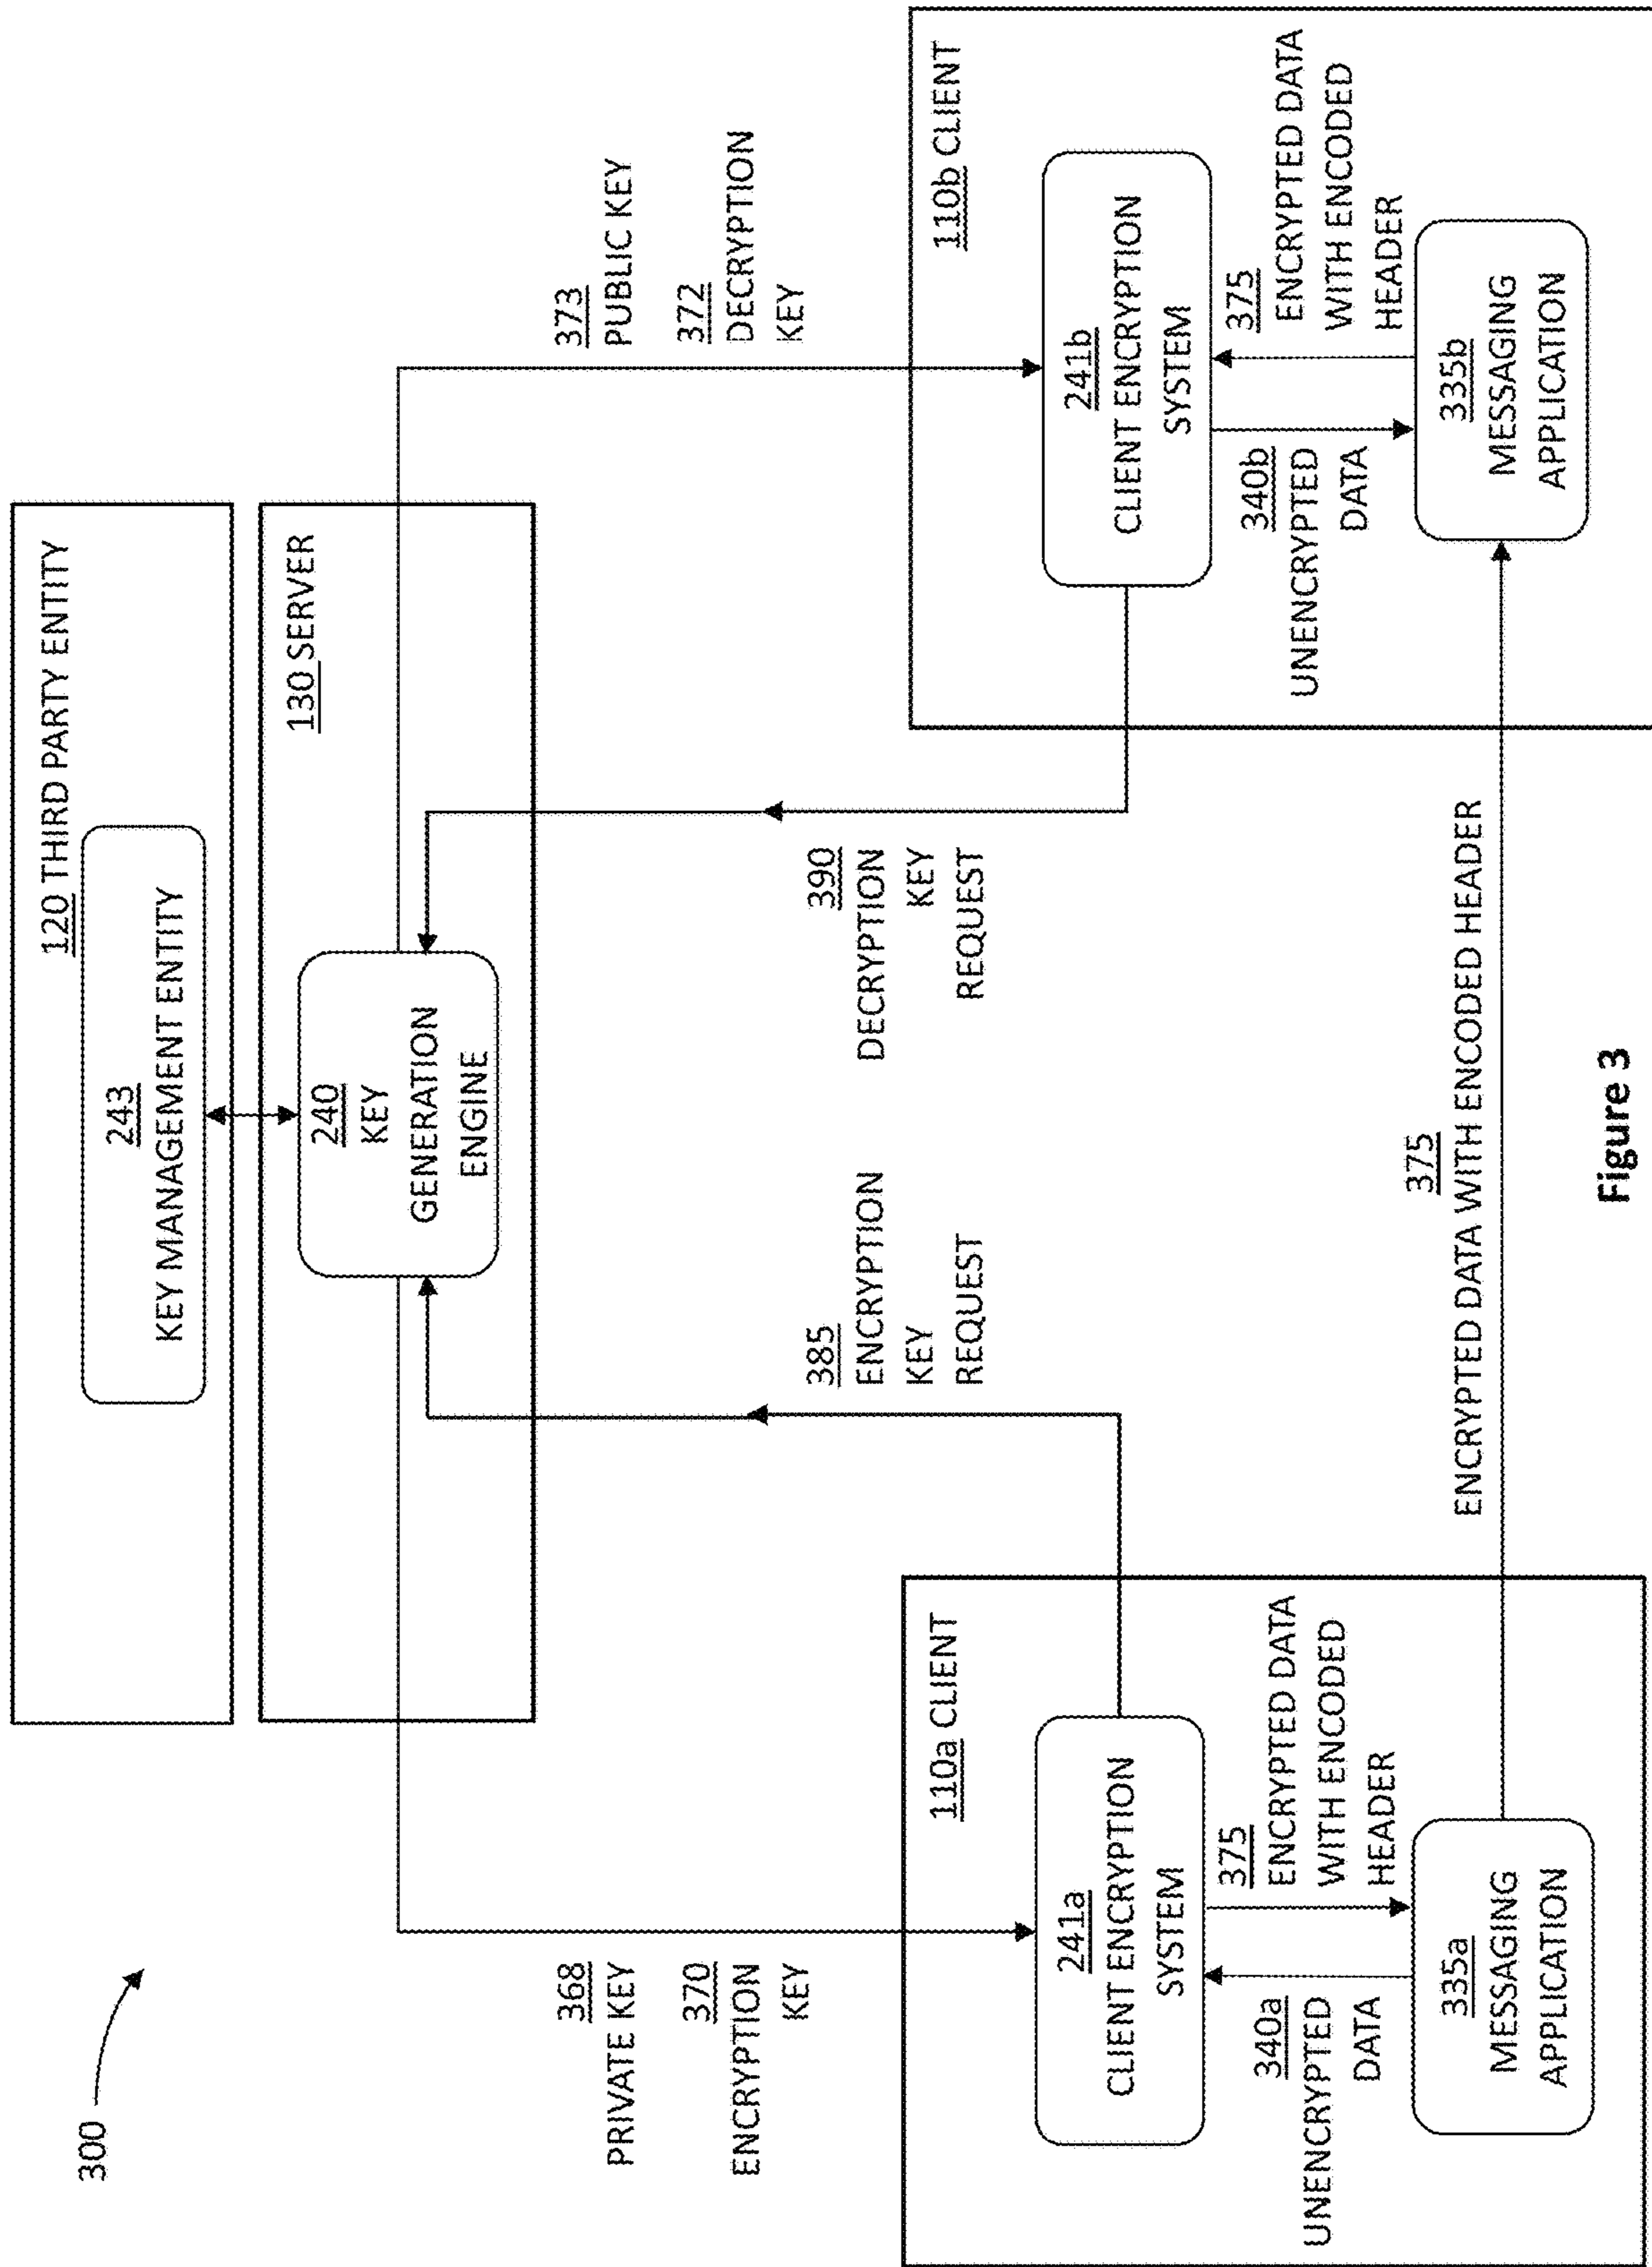 300
120 THIRD PARTY ENTITY
243
KEY MANAGEMENT ENTITY
130 SERVER
240
KEY
GENERATION
ENGINE
368
PRIVATE KEY
370
ENCRYPTION
KEY
385
ENCRYPTION
KEY
REQUEST
390
DECRYPTION
KEY
REQUEST
373
PUBLIC KEY
372
DECRYPTION
KEY
110a CLIENT
241a
CLIENT ENCRYPTION
SYSTEM
340a
UNENCRYPTED
DATA
375
ENCRYPTED DATA
WITH ENCODED
HEADER
335a
MESSAGING
APPLICATION
375
ENCRYPTED DATA WITH ENCODED HEADER
110b CLIENT
241b
CLIENT ENCRYPTION
SYSTEM
340b
UNENCRYPTED
DATA
375
ENCRYPTED DATA
WITH ENCODED
HEADER
335b
MESSAGING
APPLICATION
Figure 3